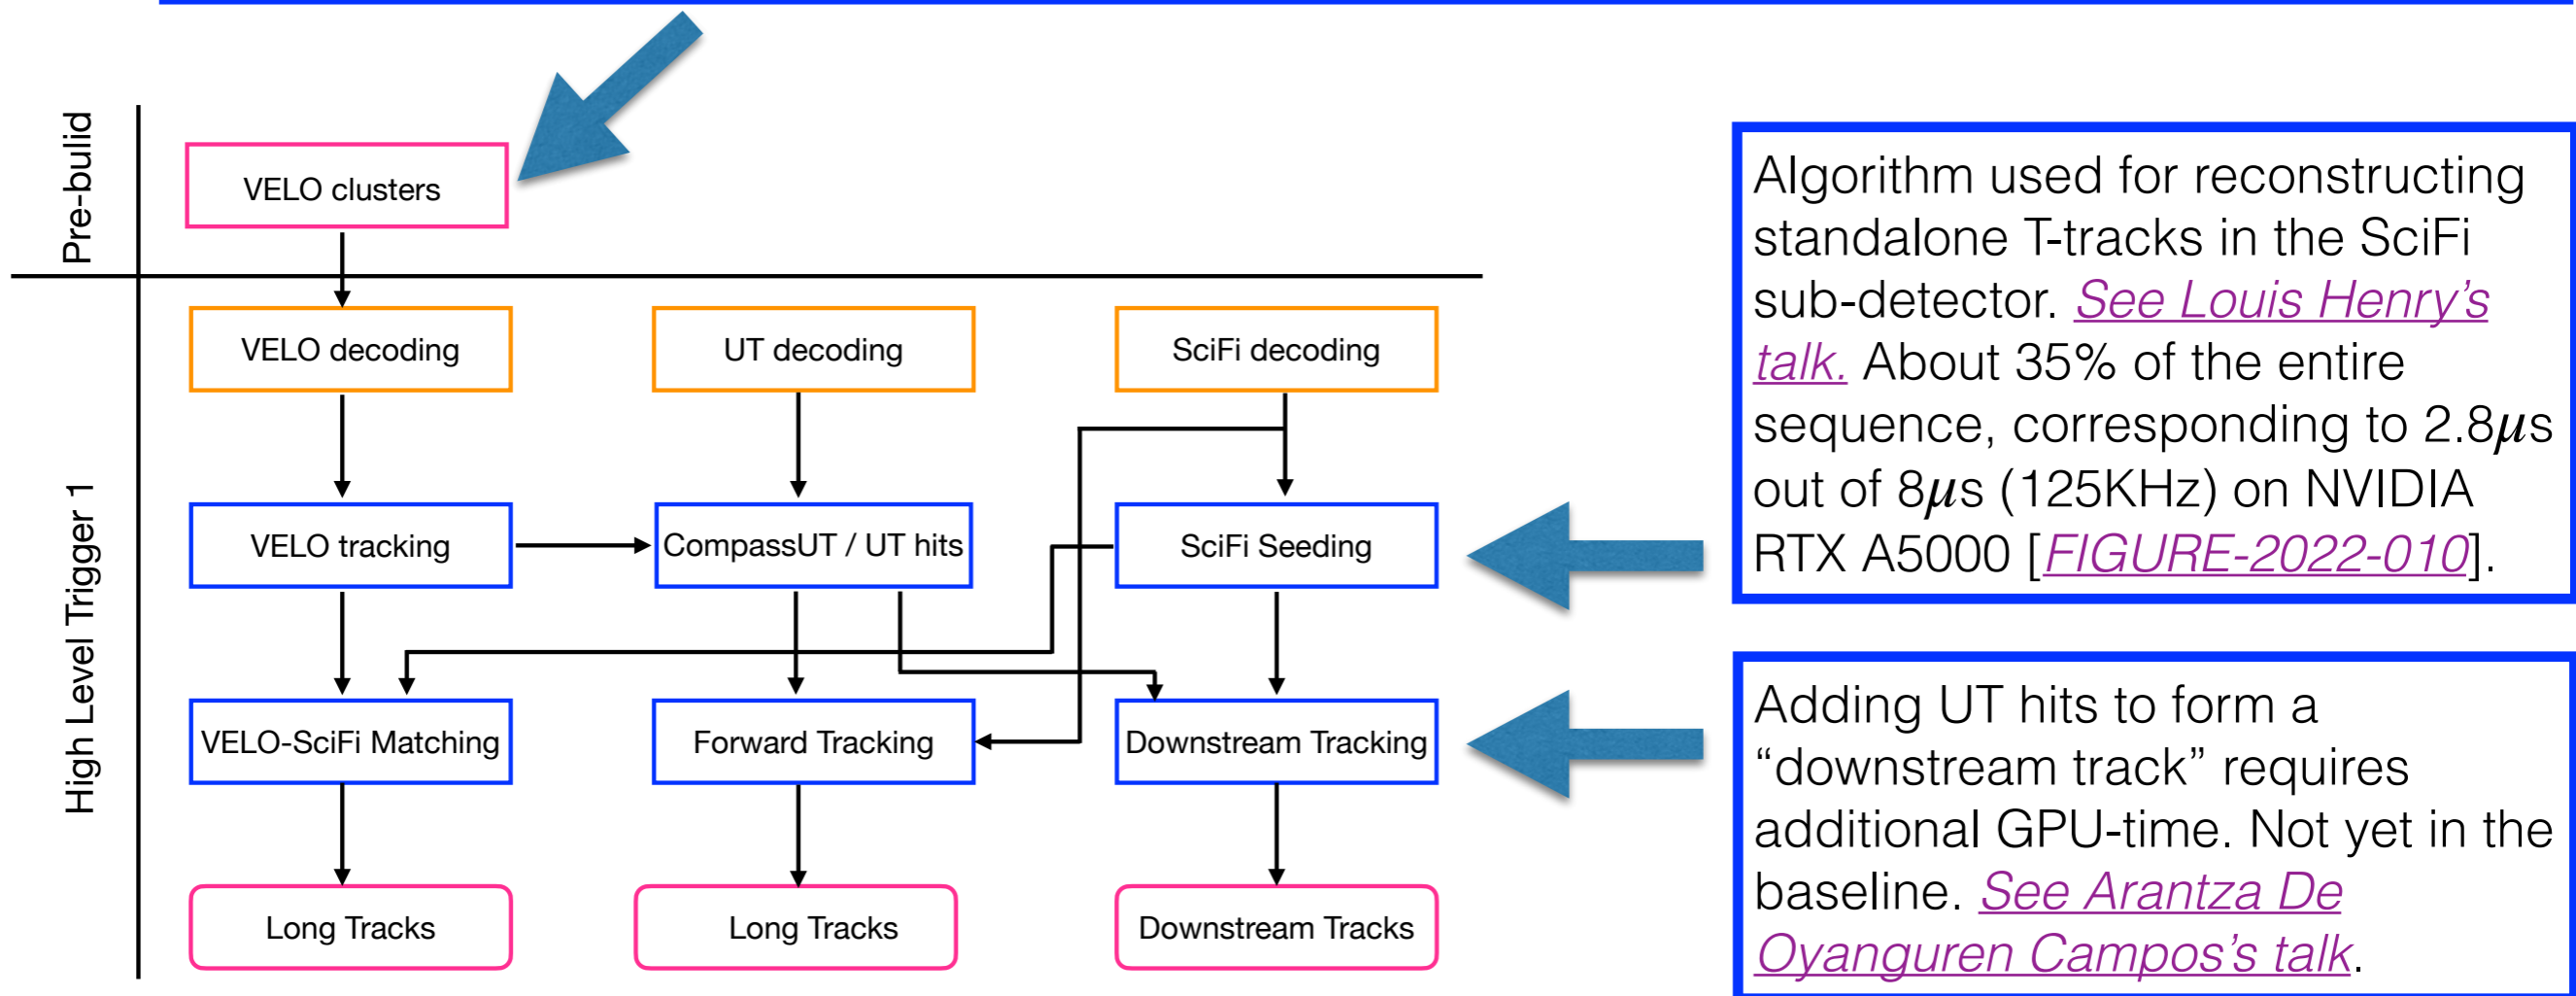 Pre-bulid
VELO clusters
High Level Trigger 1
VELO decoding
UT decoding
SciFi decoding
VELO tracking
CompassUT / UT hits
SciFi Seeding
VELO-SciFi Matching
Forward Tracking
Downstream Tracking
Long Tracks
Long Tracks
Downstream Tracks
Algorithm used for reconstructing
standalone T-tracks in the SciFi
sub-detector. See Louis Henry’s
talk. About 35% of the entire
sequence, corresponding to 2.8μs
out of 8μs (125KHz) on NVIDIA
RTX A5000 [FIGURE-2022-010].
Adding UT hits to form a
“downstream track” requires
additional GPU-time. Not yet in the
baseline. See Arantza De
Oyanguren Campos’s talk.